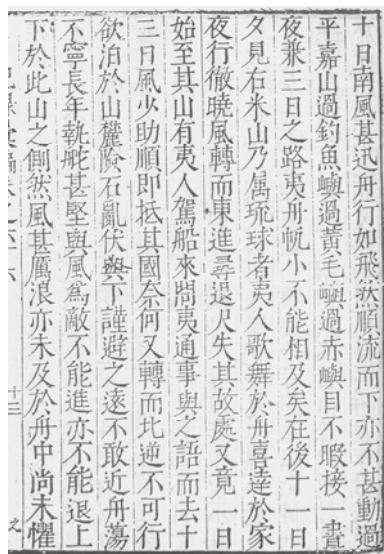 十日南風甚迅舟行如飛然順流而下亦不甚動過
平嘉山過釣魚嶼過黃毛嶼過赤嶼目不暇接一晝
夜兼三日之路夷舟帆小不能相及矣在後十一日
夕見古米山乃属琉球者夷人歌舞於舟喜達於家
夜行徹曉風轉而東進尋退尺失其故處又竟一日
始至其山有夷人駕船來問夷通事與之語而去十
三日風少助順即抵其國奈何又轉而北逆不可行
欲泊於山麓險石亂伏與下謹避之遠不敢近舟蕩
不寧長年執舵甚堅與風爲敵不能進亦不能退上
下於此山之側然風甚厲浪亦未及於舟中尚未懼
十二